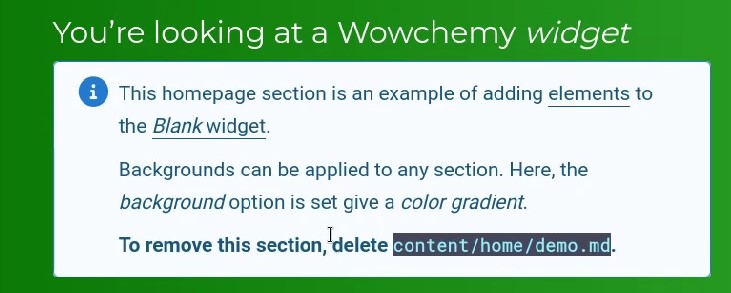 You’re looking at a Wowchemy widget
This homepage section is an example of adding elements to
the Blank widget.
Backgrounds can be applied to any section. Here, the
background option is set give a color gradient.
To remove this section, delete content/home/demo.md.